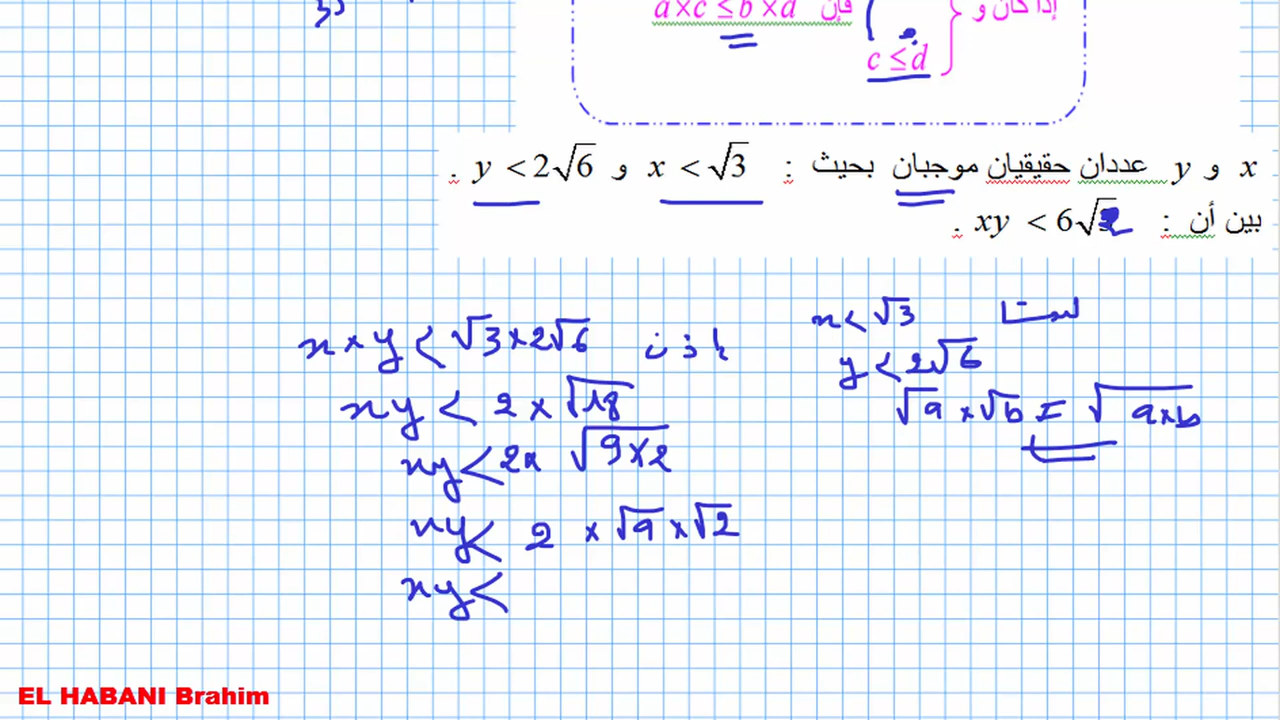 إذا كان و
فإن a×c ≤ b×d
c ≤ d
x و y عددان حقيقيان موجبان بحيث : x < √3 و y < 2√6 .
بين أن : xy < 6√2 .
لدينا x < √3
y < 2√6
√a × √b = √a×b
إذن x × y < √3 × 2√6
xy < 2 × √18
xy < 2 × √9×2
xy < 2 × √9 × √2
xy <
EL HABANI Brahim